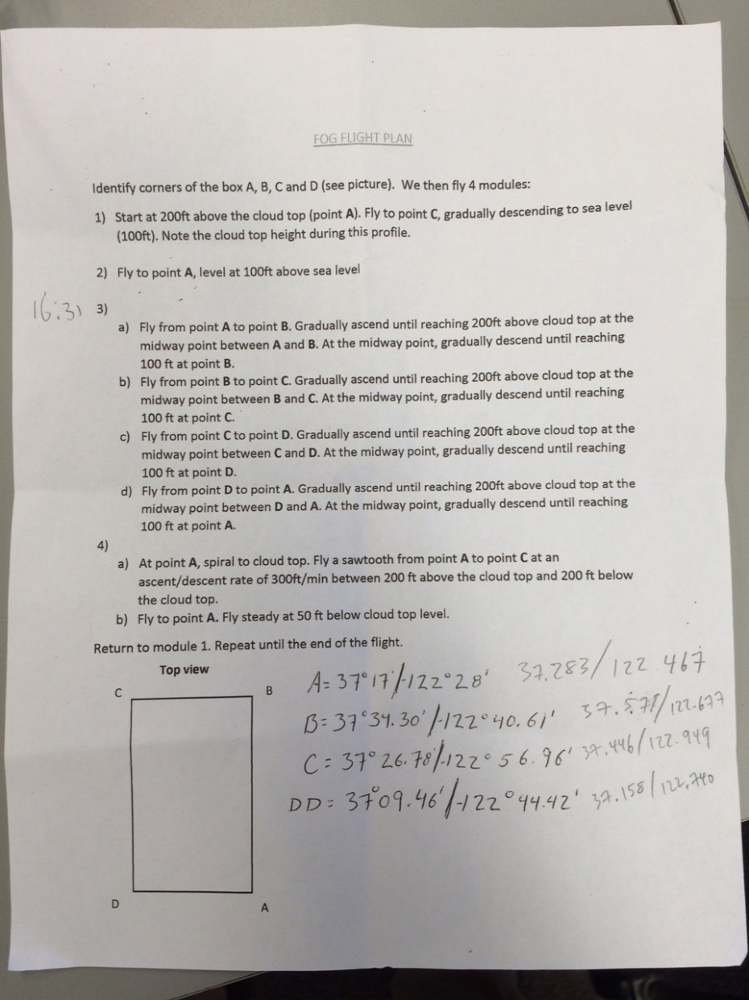 FOG FLIGHT PLAN
Identify corners of the box A, B, C and D (see picture). We then fly 4 modules:
1) Start at 200ft above the cloud top (point A). Fly to point C, gradually descending to sea level
(100ft). Note the cloud top height during this profile.
2) Fly to point A, level at 100ft above sea level
16:31 3)
a) Fly from point A to point B. Gradually ascend until reaching 200ft above cloud top at the
midway point between A and B. At the midway point, gradually descend until reaching
100 ft at point B.
b) Fly from point B to point C. Gradually ascend until reaching 200ft above cloud top at the
midway point between B and C. At the midway point, gradually descend until reaching
100 ft at point C.
c) Fly from point C to point D. Gradually ascend until reaching 200ft above cloud top at the
midway point between C and D. At the midway point, gradually descend until reaching
100 ft at point D.
d) Fly from point D to point A. Gradually ascend until reaching 200ft above cloud top at the
midway point between D and A. At the midway point, gradually descend until reaching
100 ft at point A.
4)
a) At point A, spiral to cloud top. Fly a sawtooth from point A to point C at an
ascent/descent rate of 300ft/min between 200 ft above the cloud top and 200 ft below
the cloud top.
b) Fly to point A. Fly steady at 50 ft below cloud top level.
Return to module 1. Repeat until the end of the flight.
Top view
C B
D A
A= 37°17'/-122°28' 37.283/122.467
B= 37°34.30'/-122°40.61' 37.571/122.677
C= 37°26.78'/-122°56.96' 37.446/122.949
DD= 37°09.46'/-122°44.42' 37.158/122.740